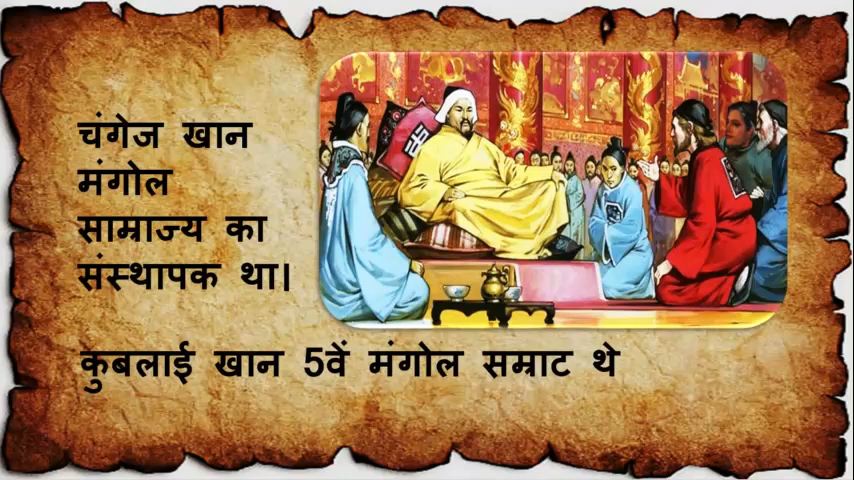 चंगेज खान
मंगोल
साम्राज्य का
संस्थापक था।
कुबलाई खान 5वें मंगोल सम्राट थे